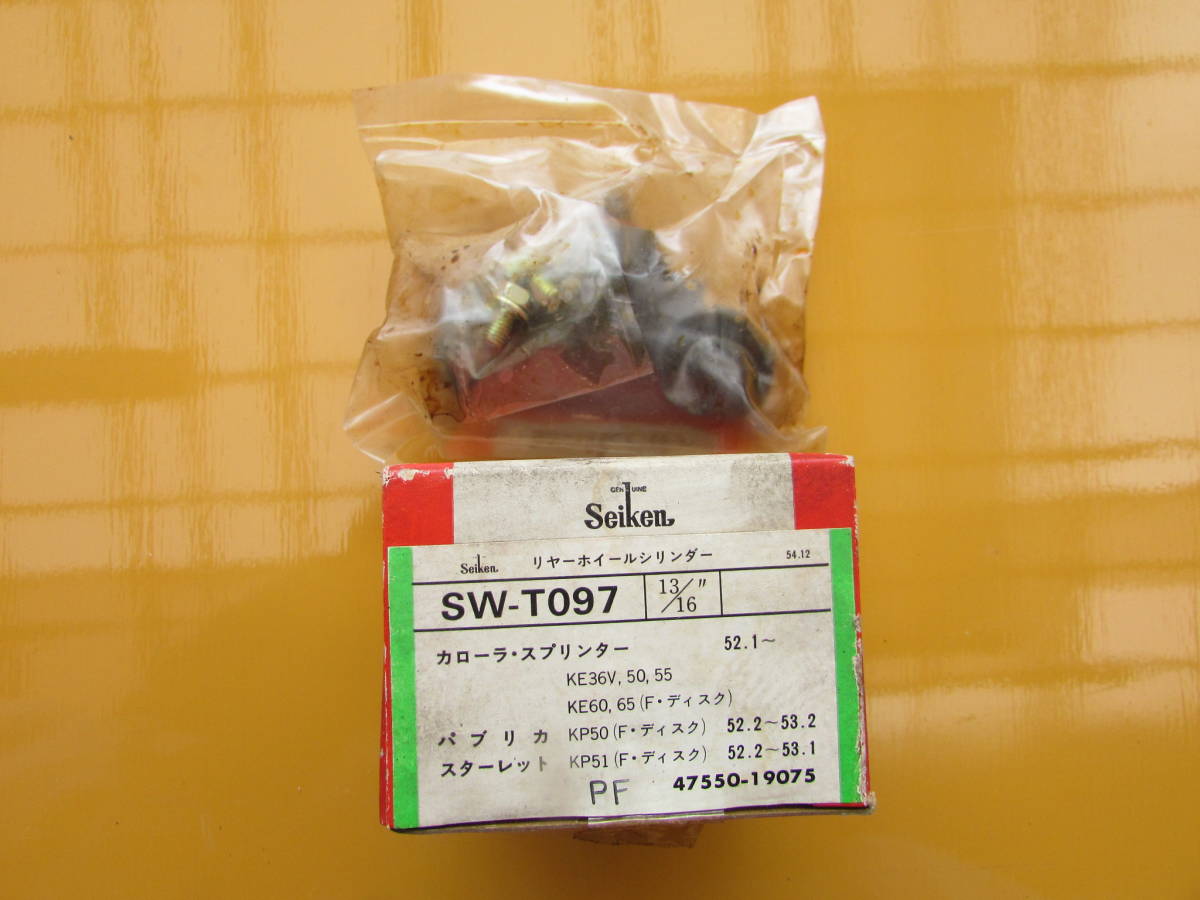 GENUINE
Seiken
Seiken リヤーホイールシリンダー 54.12
SW-T097 13/16"
カローラ・スプリンター 52.1～
KE36V, 50, 55
KE60, 65 (F・ディスク)
パブリカ KP50 (F・ディスク) 52.2～53.2
スターレット KP51 (F・ディスク) 52.2～53.1
PF 47550-19075